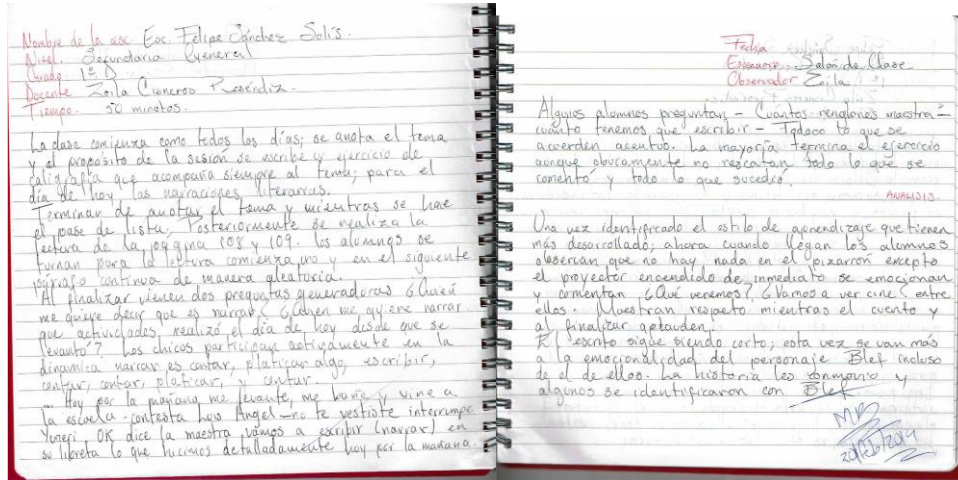 Nombre de la esc. Esc. Felipe Sánchez Solís.
Nivel. Secundaria General
Grado 1º D
Docente Zoila Cisneros Reséndiz.
Tiempo. 50 minutos.
La clase comienza como todos los días; se anota el tema
y el proposito de la sesión se escribe y ejercicio de
caligrafía que acompaña siempre al tema; para el
día de hoy las narraciones literarias.
Terminar de anotar el tema y mientras se hace
el pase de lista; Posteriormente se realiza la
lectura de la página 108 y 109. los alumnos se
turnan para la lectura comienza uno y en el siguiente
párrafo continua de manera aleatoria.
Al finalizar vienen dos preguntas generadoras ¿Quién
me quiere decir que es narrar? ¿Quien me quiere narrar
que actividades realizó el día de hoy desde que se
levantó? Los chicos participan activamente en la
dinamica narrar es contar, platicar algo, escribir,
contar, contar, platicar, y contar.
Hoy por la mañana me levante, me bañe y vine a
la escuela - contesta Luis Angel - no te vestiste interrumpe
Yuneri. OK dice la maestra vamos a escribir (narrar) en
su libreta lo que hicimos detalladamente hoy por la mañana.
Fecha
Escenario Salón de Clase
Observador Zoila
Algunos alumnos preguntan - Cuántos renglones maestra -
cuánto tenemos que escribir - Todooo lo que se
acuerden acentuo. La mayoría termina el ejercicio
aunque obviamente no rescatan todo lo que se
comentó y todo lo que sucedió.
ANALISIS
Una vez identificado el estilo de aprendizaje que tienen
más desarrollado; ahora cuando llegan los alumnos
observan que no hay nada en el pizarrón excepto
el proyector encendido de inmediato se emocionan
y comentan ¿Qué veremos? ¿Vamos a ver cine? entre
ellos. Muestran respeto mientras el cuento y
al finalizar aplauden.
El escrito sigue siendo corto; esta vez se van más
a la emocionalidad del personaje Blef incluso
de el de ellos. La historia les conmovio y
algunos se identificaron con Blef
20/feb/2014